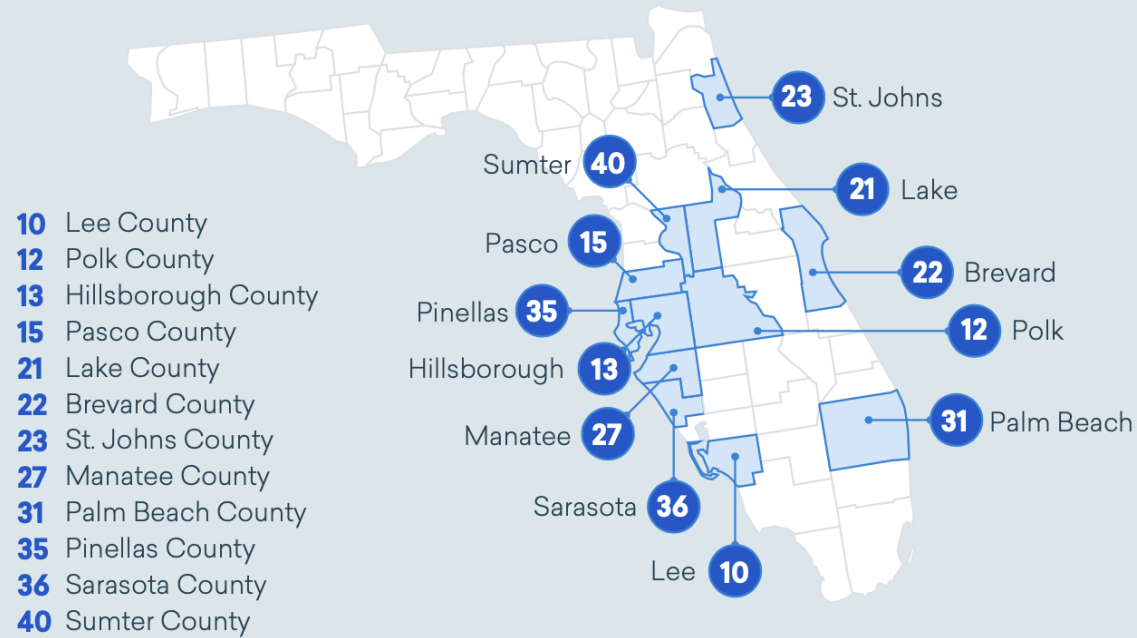 23 St. Johns
Sumter 40
21 Lake
Pasco 15
22 Brevard
Pinellas 35
12 Polk
Hillsborough 13
31 Palm Beach
Manatee 27
Sarasota 36
Lee 10
10 Lee County
12 Polk County
13 Hillsborough County
15 Pasco County
21 Lake County
22 Brevard County
23 St. Johns County
27 Manatee County
31 Palm Beach County
35 Pinellas County
36 Sarasota County
40 Sumter County